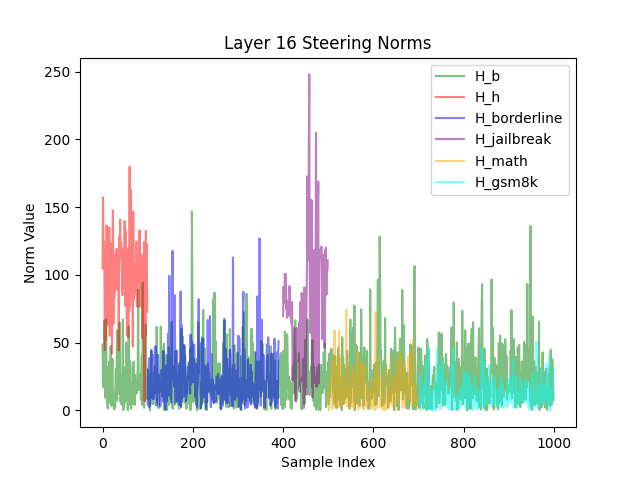 Layer 16 Steering Norms
Norm Value
250
200
150
100
50
0
H_b
H_h
H_borderline
H_jailbreak
H_math
H_gsm8k
0
200
400
600
800
1000
Sample Index